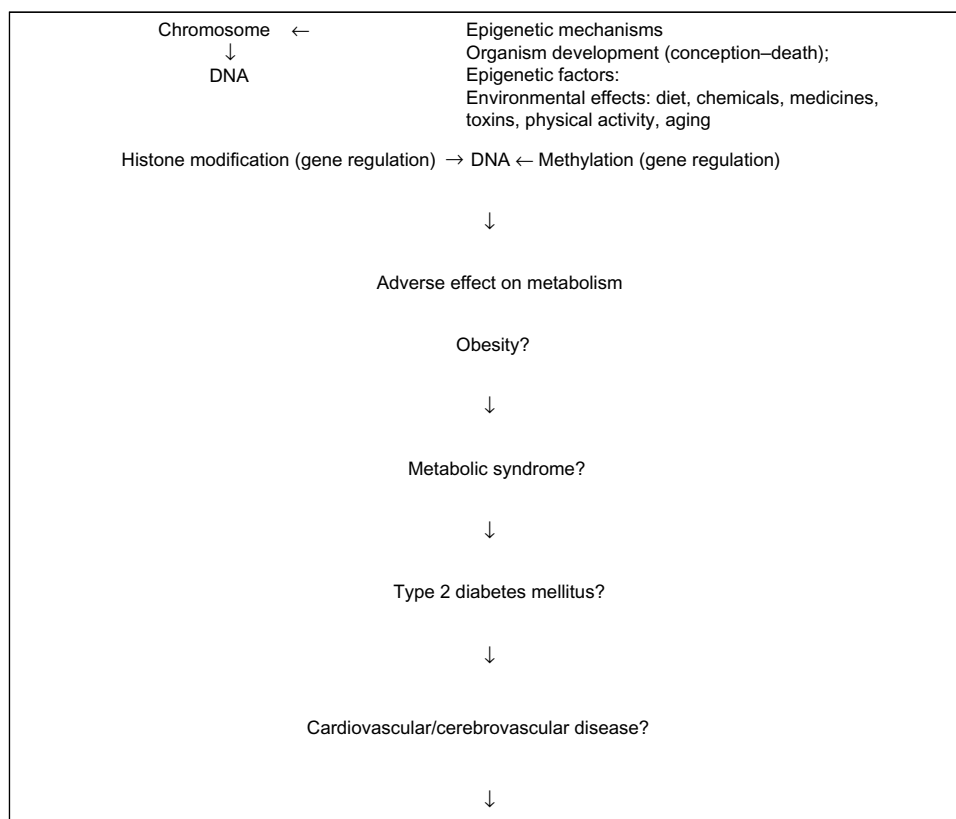 Chromosome ← Epigenetic mechanisms
↓ Organism development (conception–death);
DNA Epigenetic factors:
Environmental effects: diet, chemicals, medicines,
toxins, physical activity, aging
Histone modification (gene regulation) → DNA ← Methylation (gene regulation)
↓
Adverse effect on metabolism
Obesity?
↓
Metabolic syndrome?
↓
Type 2 diabetes mellitus?
↓
Cardiovascular/cerebrovascular disease?
↓